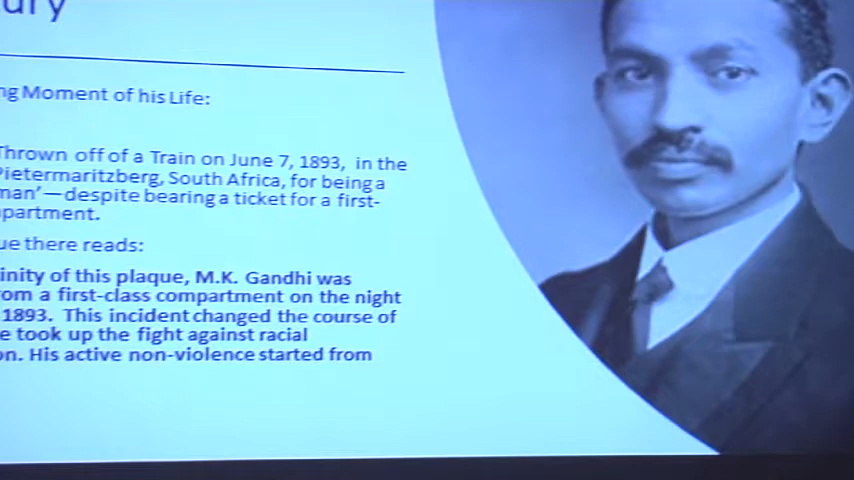 ury
ng Moment of his Life:
Thrown off of a Train on June 7, 1893, in the
Pietermaritzberg, South Africa, for being a
man'—despite bearing a ticket for a first-
partment.
ue there reads:
inity of this plaque, M.K. Gandhi was
om a first-class compartment on the night
1893. This incident changed the course of
e took up the fight against racial
on. His active non-violence started from